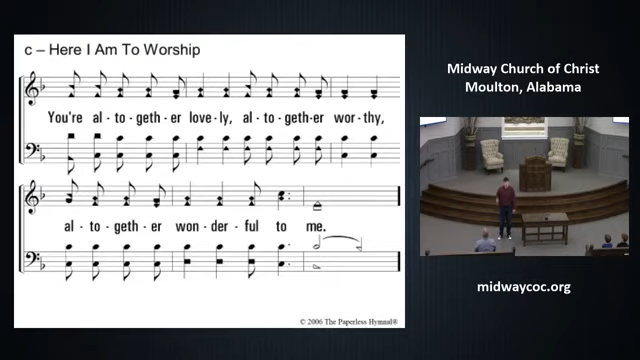 c – Here I Am To Worship
You're al - to - geth - er love - ly, al - to - geth - er wor - thy,
al - to - geth - er won - der - ful to me.
© 2006 The Paperless Hymnal®
Midway Church of Christ
Moulton, Alabama
midwaycoc.org